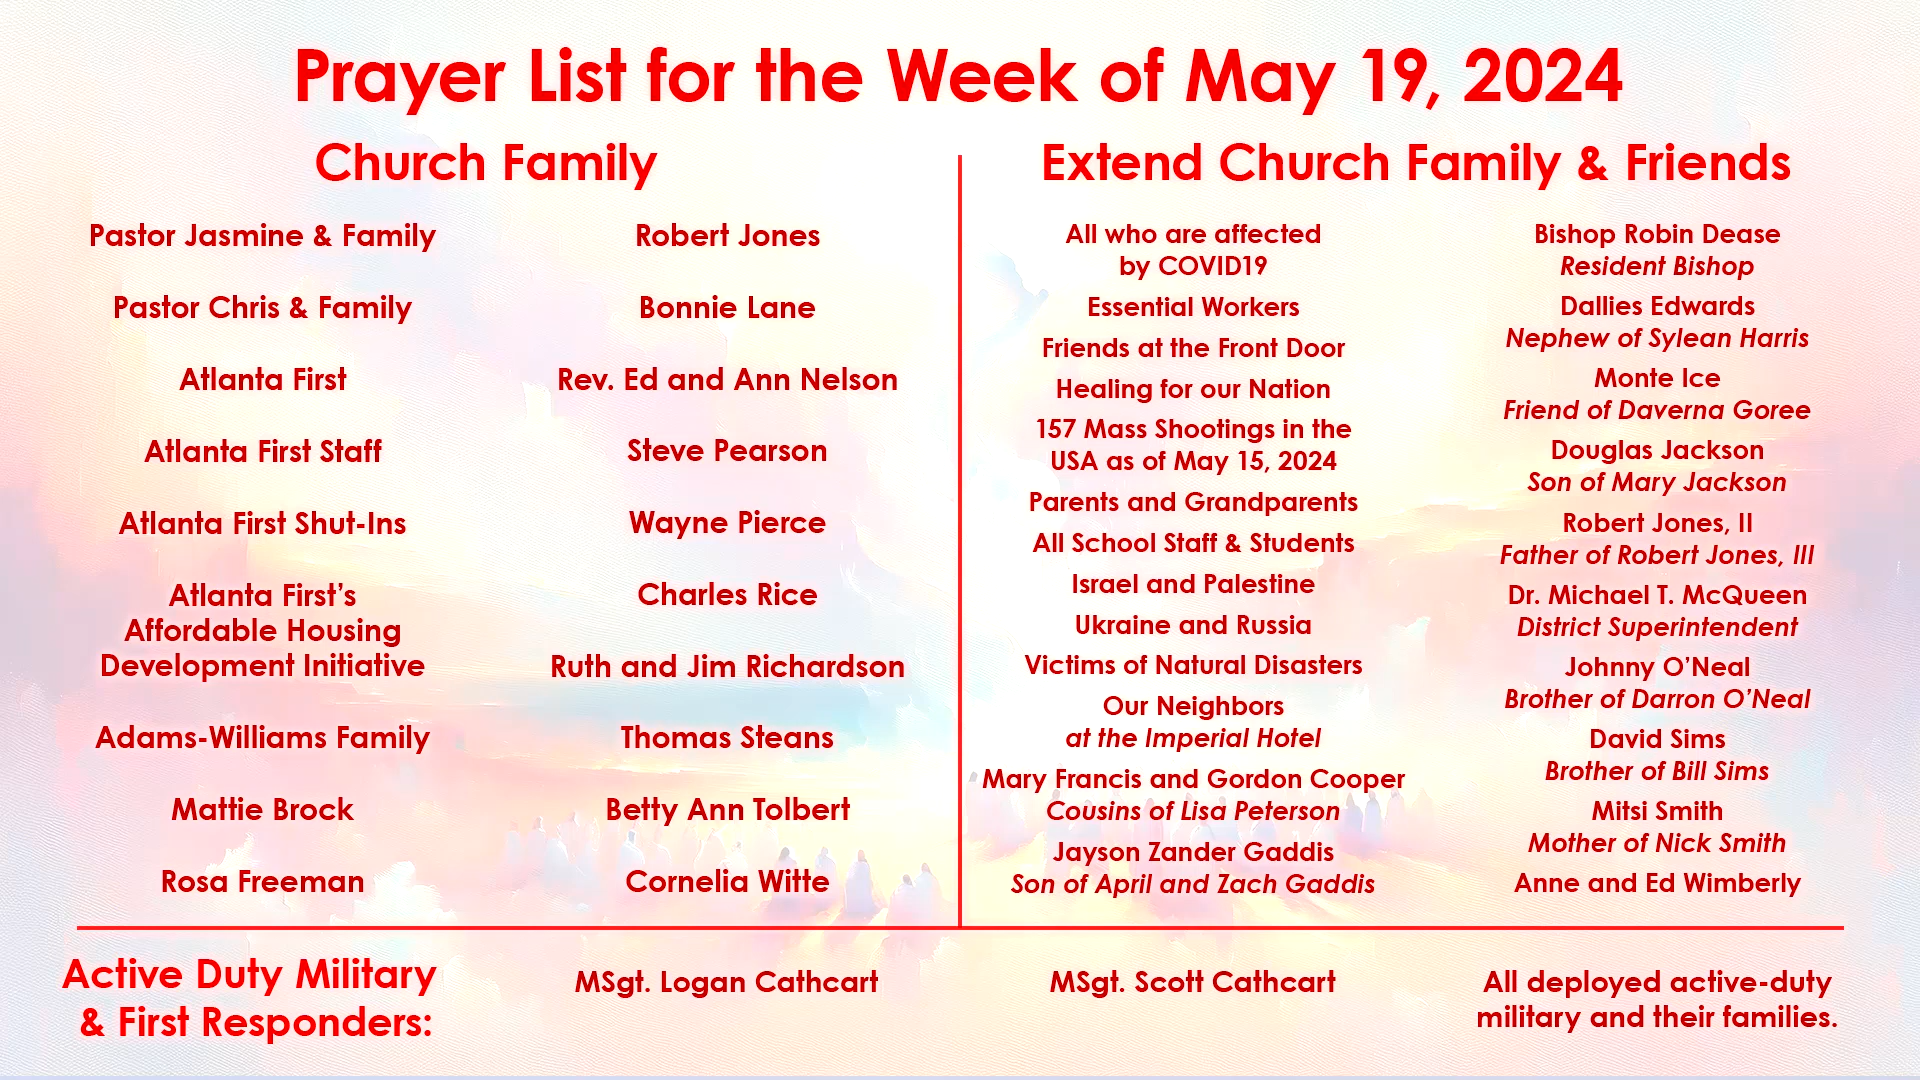 Prayer List for the Week of May 19, 2024
Church Family
Pastor Jasmine & Family
Pastor Chris & Family
Atlanta First
Atlanta First Staff
Atlanta First Shut-Ins
Atlanta First’s
Affordable Housing
Development Initiative
Adams-Williams Family
Mattie Brock
Rosa Freeman
Robert Jones
Bonnie Lane
Rev. Ed and Ann Nelson
Steve Pearson
Wayne Pierce
Charles Rice
Ruth and Jim Richardson
Thomas Steans
Betty Ann Tolbert
Cornelia Witte
Extend Church Family & Friends
All who are affected
by COVID19
Essential Workers
Friends at the Front Door
Healing for our Nation
157 Mass Shootings in the
USA as of May 15, 2024
Parents and Grandparents
All School Staff & Students
Israel and Palestine
Ukraine and Russia
Victims of Natural Disasters
Our Neighbors
at the Imperial Hotel
Mary Francis and Gordon Cooper
Cousins of Lisa Peterson
Jayson Zander Gaddis
Son of April and Zach Gaddis
Bishop Robin Dease
Resident Bishop
Dallies Edwards
Nephew of Sylean Harris
Monte Ice
Friend of Daverna Goree
Douglas Jackson
Son of Mary Jackson
Robert Jones, II
Father of Robert Jones, III
Dr. Michael T. McQueen
District Superintendent
Johnny O’Neal
Brother of Darron O’Neal
David Sims
Brother of Bill Sims
Mitsi Smith
Mother of Nick Smith
Anne and Ed Wimberly
Active Duty Military
& First Responders:
MSgt. Logan Cathcart
MSgt. Scott Cathcart
All deployed active-duty
military and their families.